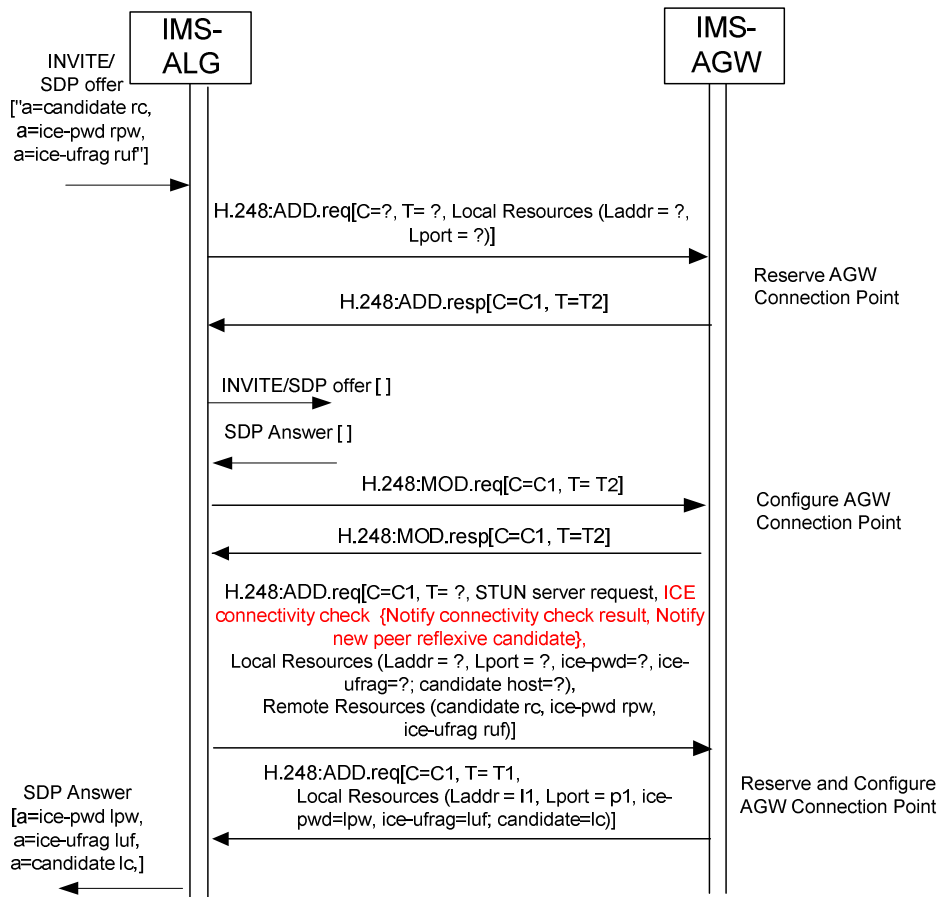 IMS-
ALG
IMS-
AGW
INVITE/
SDP offer
["a=candidate rc,
a=ice-pwd rpw,
a=ice-ufrag ruf"]
H.248:ADD.req[C=?, T= ?, Local Resources (Laddr = ?,
Lport = ?)]
Reserve AGW
Connection Point
H.248:ADD.resp[C=C1, T=T2]
INVITE/SDP offer [ ]
SDP Answer [ ]
H.248:MOD.req[C=C1, T= T2]
Configure AGW
Connection Point
H.248:MOD.resp[C=C1, T=T2]
H.248:ADD.req[C=C1, T= ?, STUN server request, ICE
connectivity check {Notify connectivity check result, Notify
new peer reflexive candidate},
Local Resources (Laddr = ?, Lport = ?, ice-pwd=?, ice-
ufrag=?; candidate host=?),
Remote Resources (candidate rc, ice-pwd rpw,
ice-ufrag ruf)]
H.248:ADD.req[C=C1, T= T1,
Local Resources (Laddr = l1, Lport = p1, ice-
pwd=lpw, ice-ufrag=luf; candidate=lc)]
Reserve and Configure
AGW Connection Point
SDP Answer
[a=ice-pwd lpw,
a=ice-ufrag luf,
a=candidate lc,]